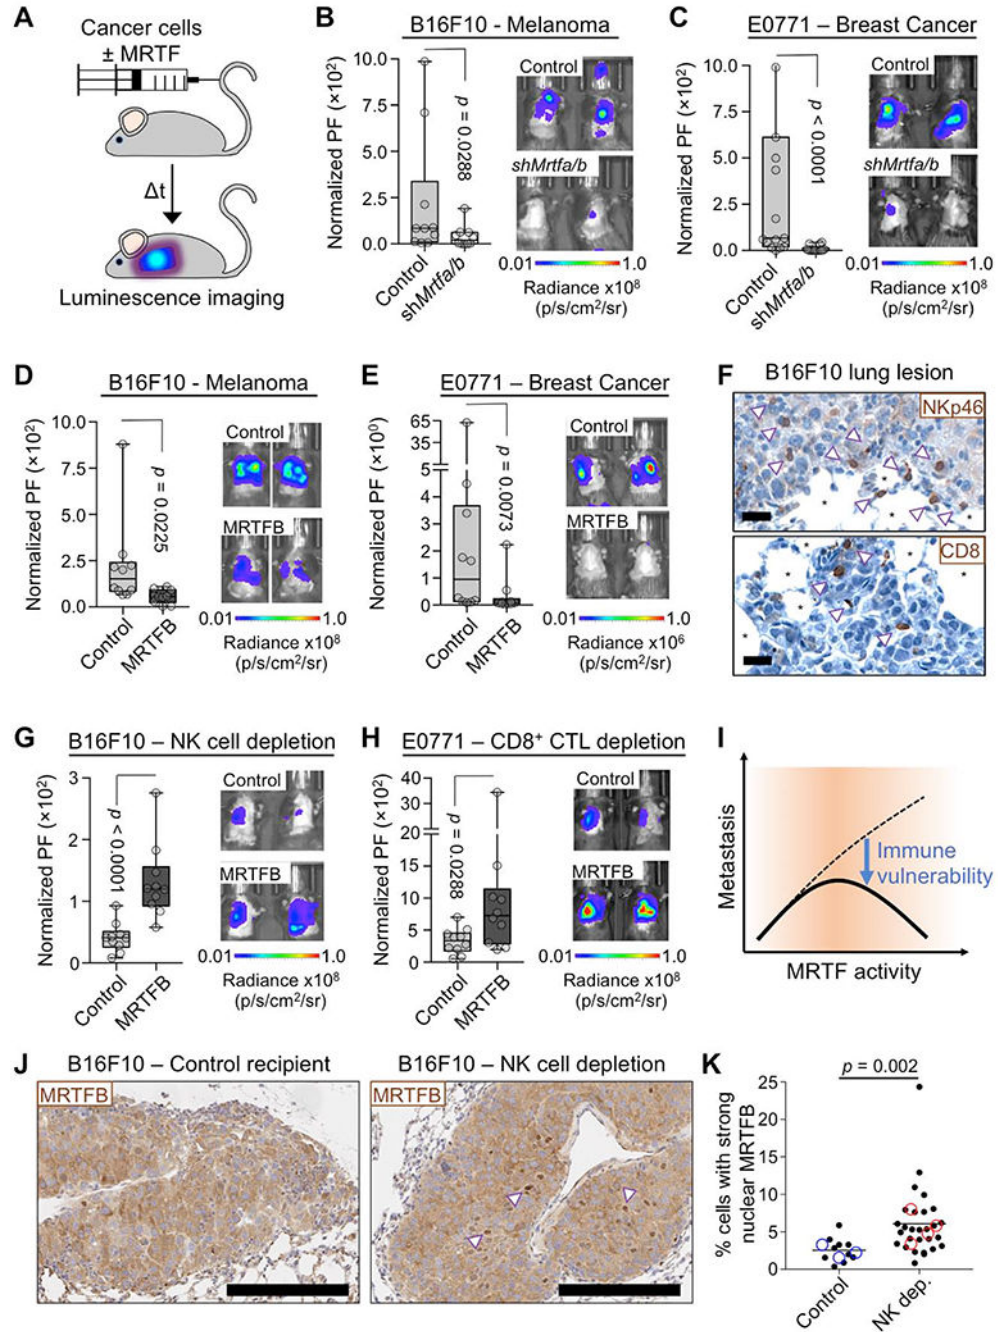 A
Cancer cells
± MRTF
Δt
Luminescence imaging
B
B16F10 - Melanoma
Normalized PF (×10²)
10.0
7.5
5.0
2.5
0.0
p = 0.0288
Control
shMrtfa/b
Control
shMrtfa/b
0.01
1.0
Radiance x10⁸
(p/s/cm²/sr)
C
E0771 – Breast Cancer
Normalized PF (×10²)
10.0
7.5
5.0
2.5
0.0
p < 0.0001
Control
shMrtfa/b
Control
shMrtfa/b
0.01
1.0
Radiance x10⁸
(p/s/cm²/sr)
D
B16F10 - Melanoma
Normalized PF (×10²)
10.0
7.5
5.0
2.5
0.0
p = 0.0225
Control
MRTFB
Control
MRTFB
0.01
1.0
Radiance x10⁸
(p/s/cm²/sr)
E
E0771 – Breast Cancer
Normalized PF (×10⁰)
65
35
5
4
3
2
1
0
p = 0.0073
Control
MRTFB
Control
MRTFB
0.01
1.0
Radiance x10⁶
(p/s/cm²/sr)
F
B16F10 lung lesion
NKp46
CD8
G
B16F10 – NK cell depletion
Normalized PF (×10²)
3
2
1
0
p < 0.0001
Control
MRTFB
Control
MRTFB
0.01
1.0
Radiance x10⁸
(p/s/cm²/sr)
H
E0771 – CD8⁺ CTL depletion
Normalized PF (×10²)
40
30
20
15
10
5
0
p = 0.0288
Control
MRTFB
Control
MRTFB
0.01
1.0
Radiance x10⁸
(p/s/cm²/sr)
I
Metastasis
Immune
vulnerability
MRTF activity
J
B16F10 – Control recipient
MRTFB
B16F10 – NK cell depletion
MRTFB
K
p = 0.002
% cells with strong
nuclear MRTFB
25
20
15
10
5
0
Control
NK dep.